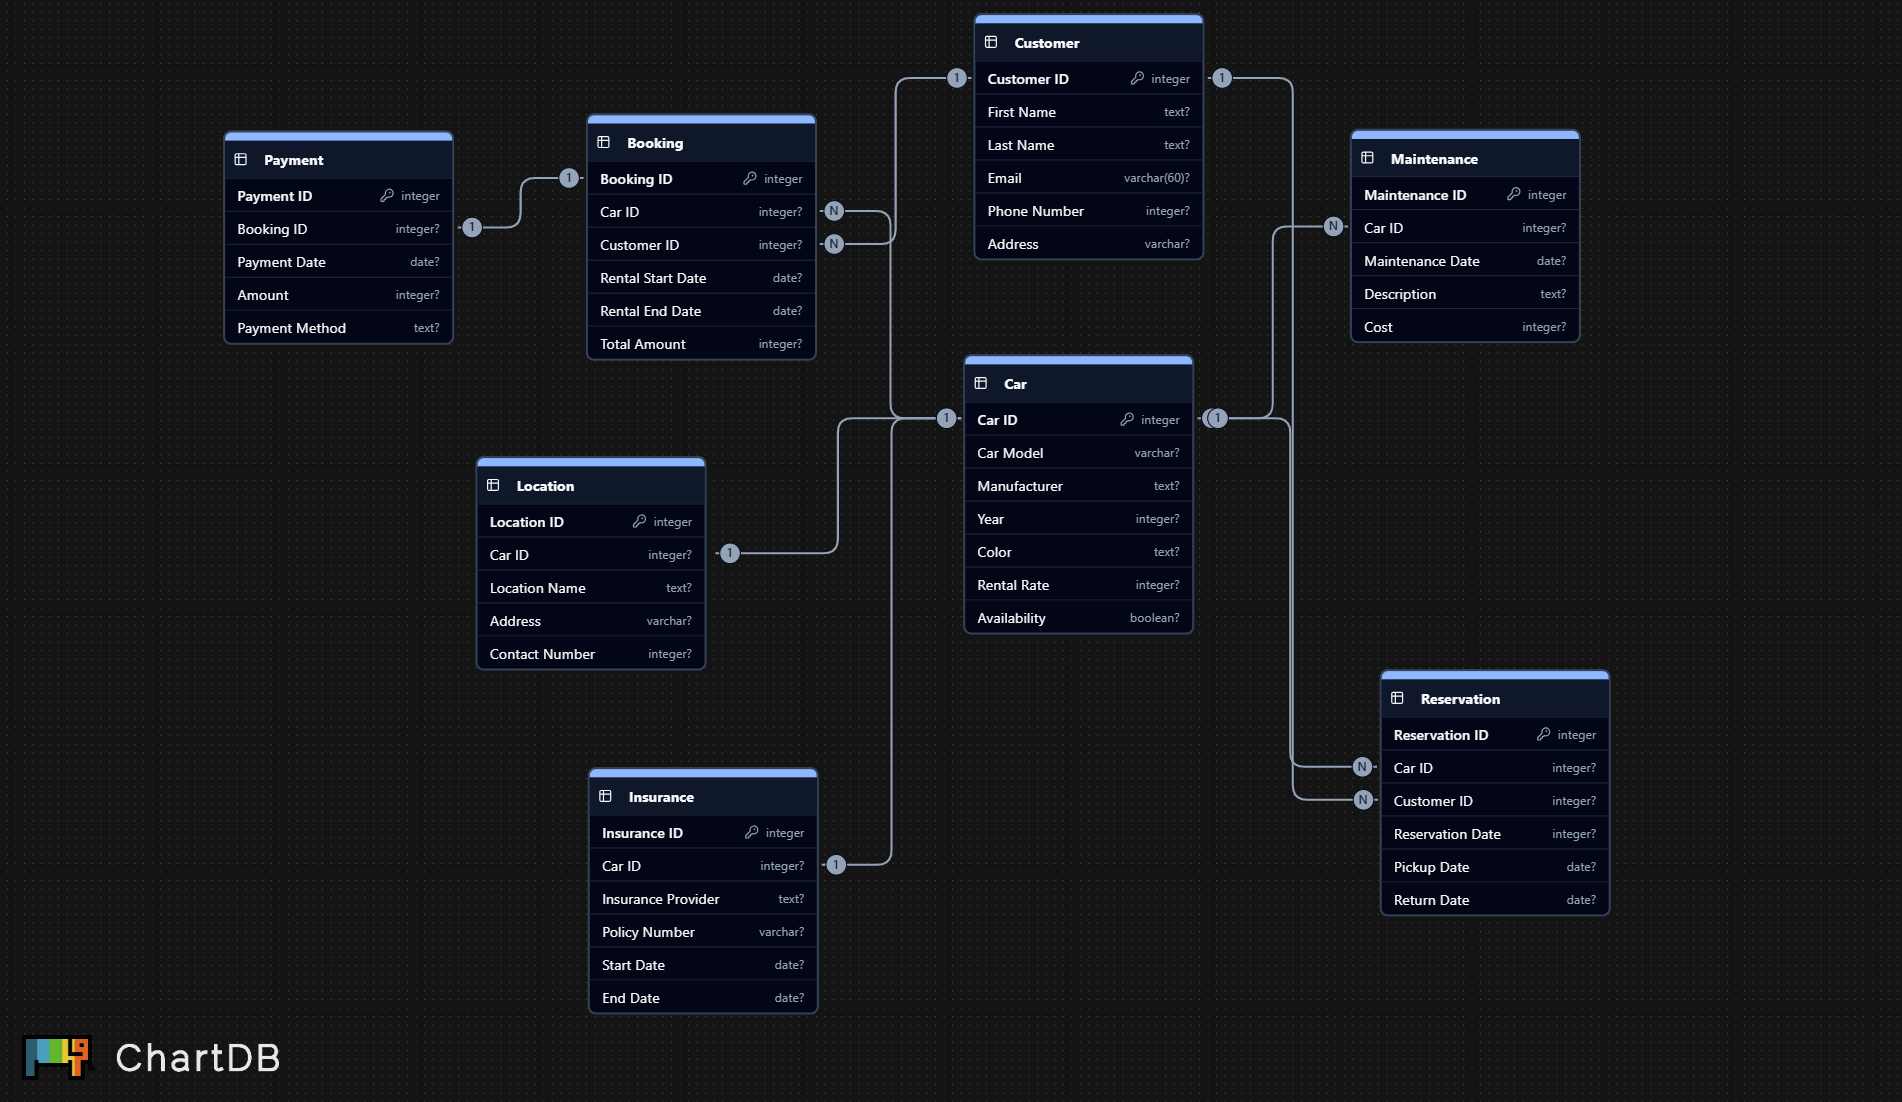 Customer
Customer ID integer
First Name text?
Last Name text?
Email varchar(60)?
Phone Number integer?
Address varchar?
1
1
Booking
Booking ID integer
Car ID integer?
Customer ID integer?
Rental Start Date date?
Rental End Date date?
Total Amount integer?
1
N
N
Payment
Payment ID integer
Booking ID integer?
Payment Date date?
Amount integer?
Payment Method text?
1
Maintenance
Maintenance ID integer
Car ID integer?
Maintenance Date date?
Description text?
Cost integer?
N
Car
Car ID integer
Car Model varchar?
Manufacturer text?
Year integer?
Color text?
Rental Rate integer?
Availability boolean?
1
1
Location
Location ID integer
Car ID integer?
Location Name text?
Address varchar?
Contact Number integer?
1
Reservation
Reservation ID integer
Car ID integer?
Customer ID integer?
Reservation Date integer?
Pickup Date date?
Return Date date?
N
N
Insurance
Insurance ID integer
Car ID integer?
Insurance Provider text?
Policy Number varchar?
Start Date date?
End Date date?
1
ChartDB